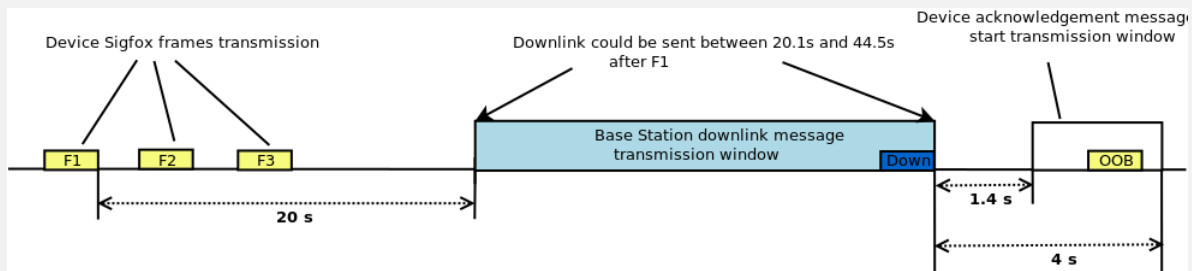 Device acknowledgement message
start transmission window
Device Sigfox frames transmission
Downlink could be sent between 20.1s and 44.5s
after F1
Base Station downlink message
transmission window
F1
F2
F3
Down
OOB
20 s
1.4 s
4 s